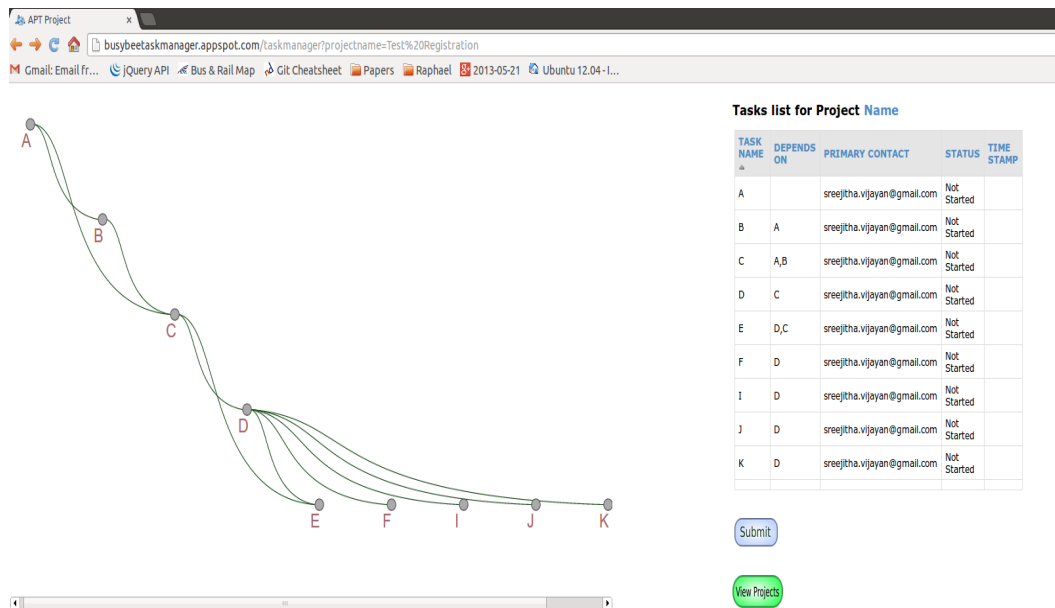 APT Project
busybeetaskmanager.appspot.com/taskmanager?projectname=Test%20Registration
Gmail: Email fr... jQuery API Bus & Rail Map Git Cheatsheet Papers Raphael 2013-05-21 Ubuntu 12.04 - I...
A
B
C
D
E F I J K
Tasks list for Project Name
TASK NAME DEPENDS ON PRIMARY CONTACT STATUS TIME STAMP
A sreejitha.vijayan@gmail.com Not Started
B A sreejitha.vijayan@gmail.com Not Started
C A,B sreejitha.vijayan@gmail.com Not Started
D C sreejitha.vijayan@gmail.com Not Started
E D,C sreejitha.vijayan@gmail.com Not Started
F D sreejitha.vijayan@gmail.com Not Started
I D sreejitha.vijayan@gmail.com Not Started
J D sreejitha.vijayan@gmail.com Not Started
K D sreejitha.vijayan@gmail.com Not Started
Submit
View Projects